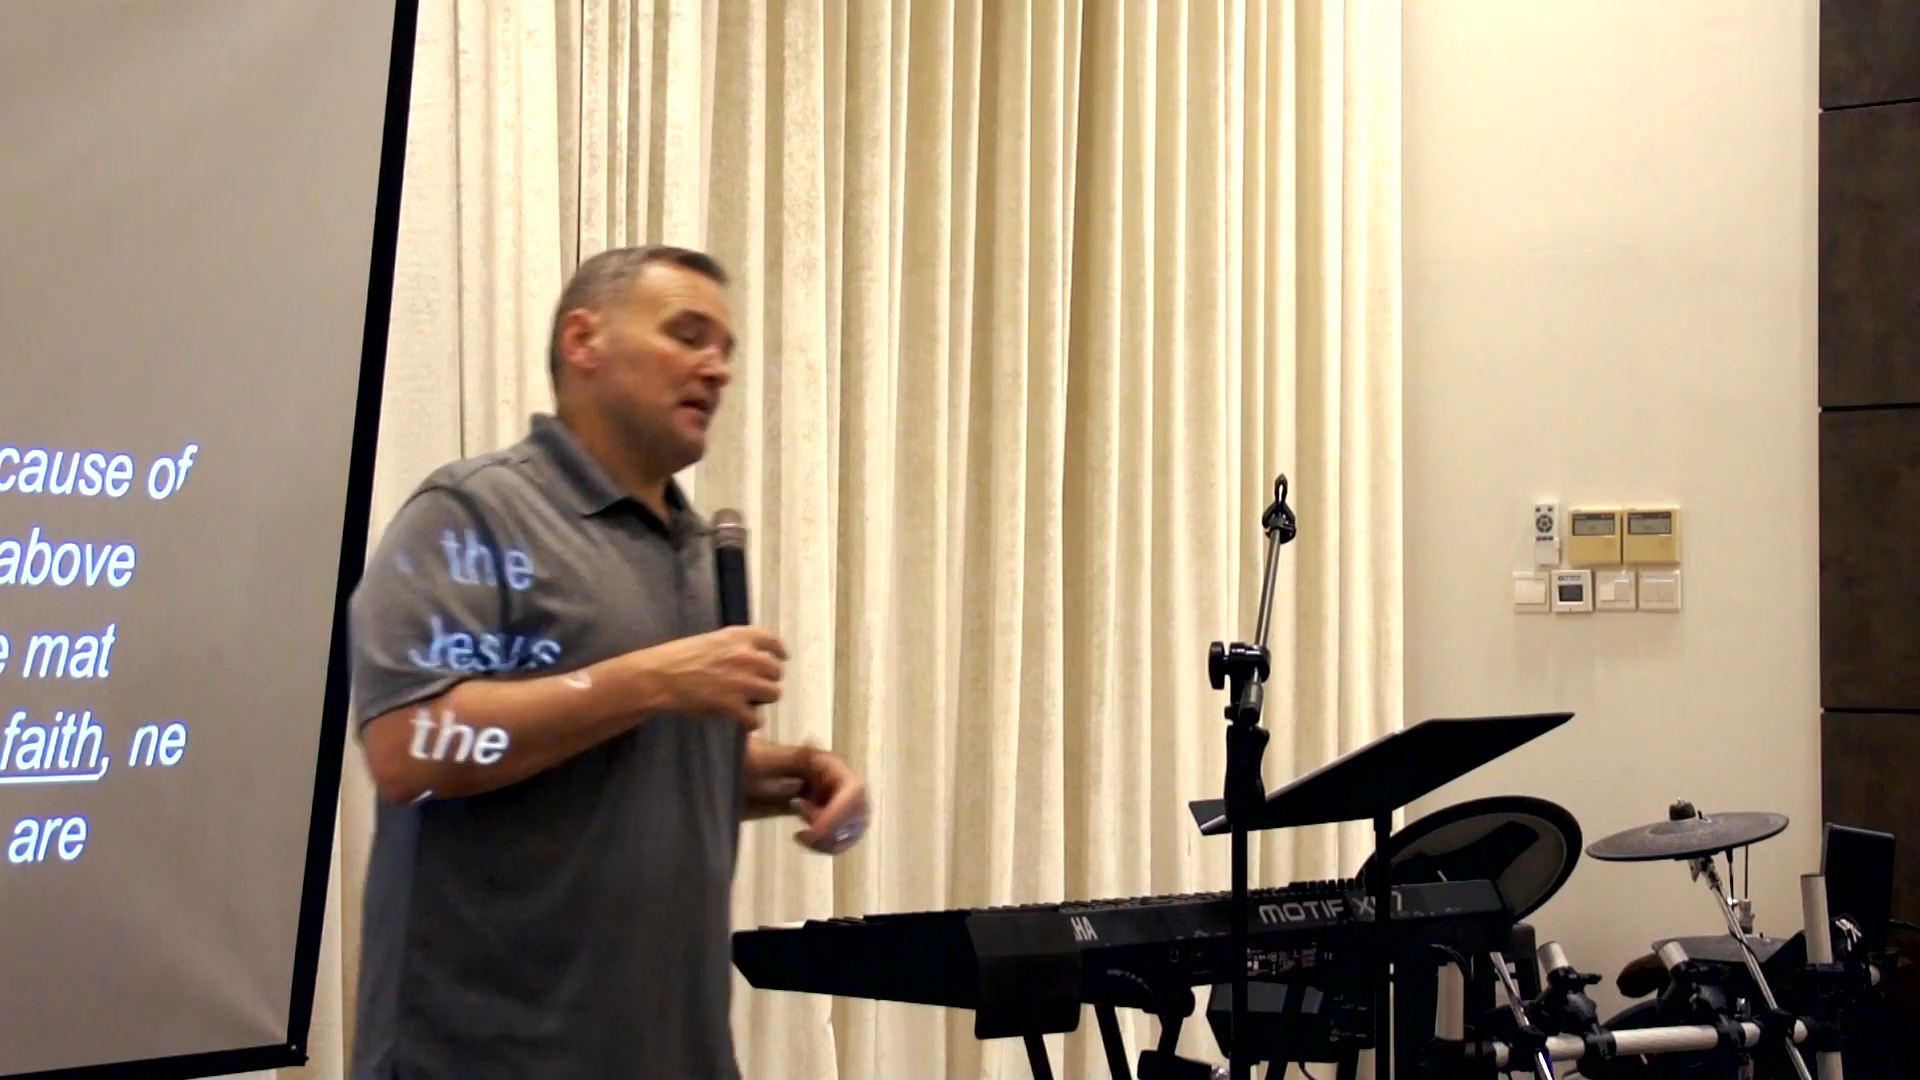 cause of
above the
mat Jesus
faith, ne the
are
HA
MOTIF